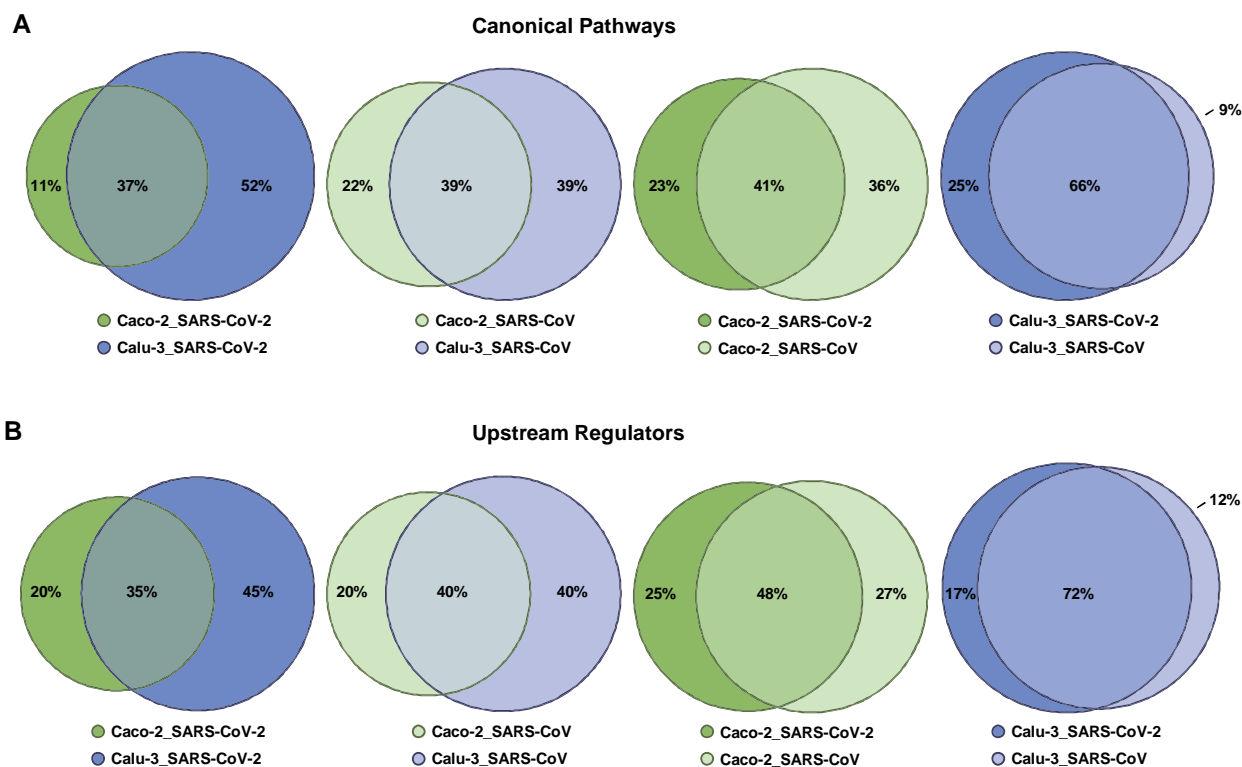 A
Canonical Pathways
11% 37% 52%
22% 39% 39%
23% 41% 36%
25% 66% 9%
Caco-2_SARS-CoV-2
Calu-3_SARS-CoV-2
Caco-2_SARS-CoV
Calu-3_SARS-CoV
Caco-2_SARS-CoV-2
Caco-2_SARS-CoV
Calu-3_SARS-CoV-2
Calu-3_SARS-CoV
B
Upstream Regulators
20% 35% 45%
20% 40% 40%
25% 48% 27%
17% 72% 12%
Caco-2_SARS-CoV-2
Calu-3_SARS-CoV-2
Caco-2_SARS-CoV
Calu-3_SARS-CoV
Caco-2_SARS-CoV-2
Caco-2_SARS-CoV
Calu-3_SARS-CoV-2
Calu-3_SARS-CoV